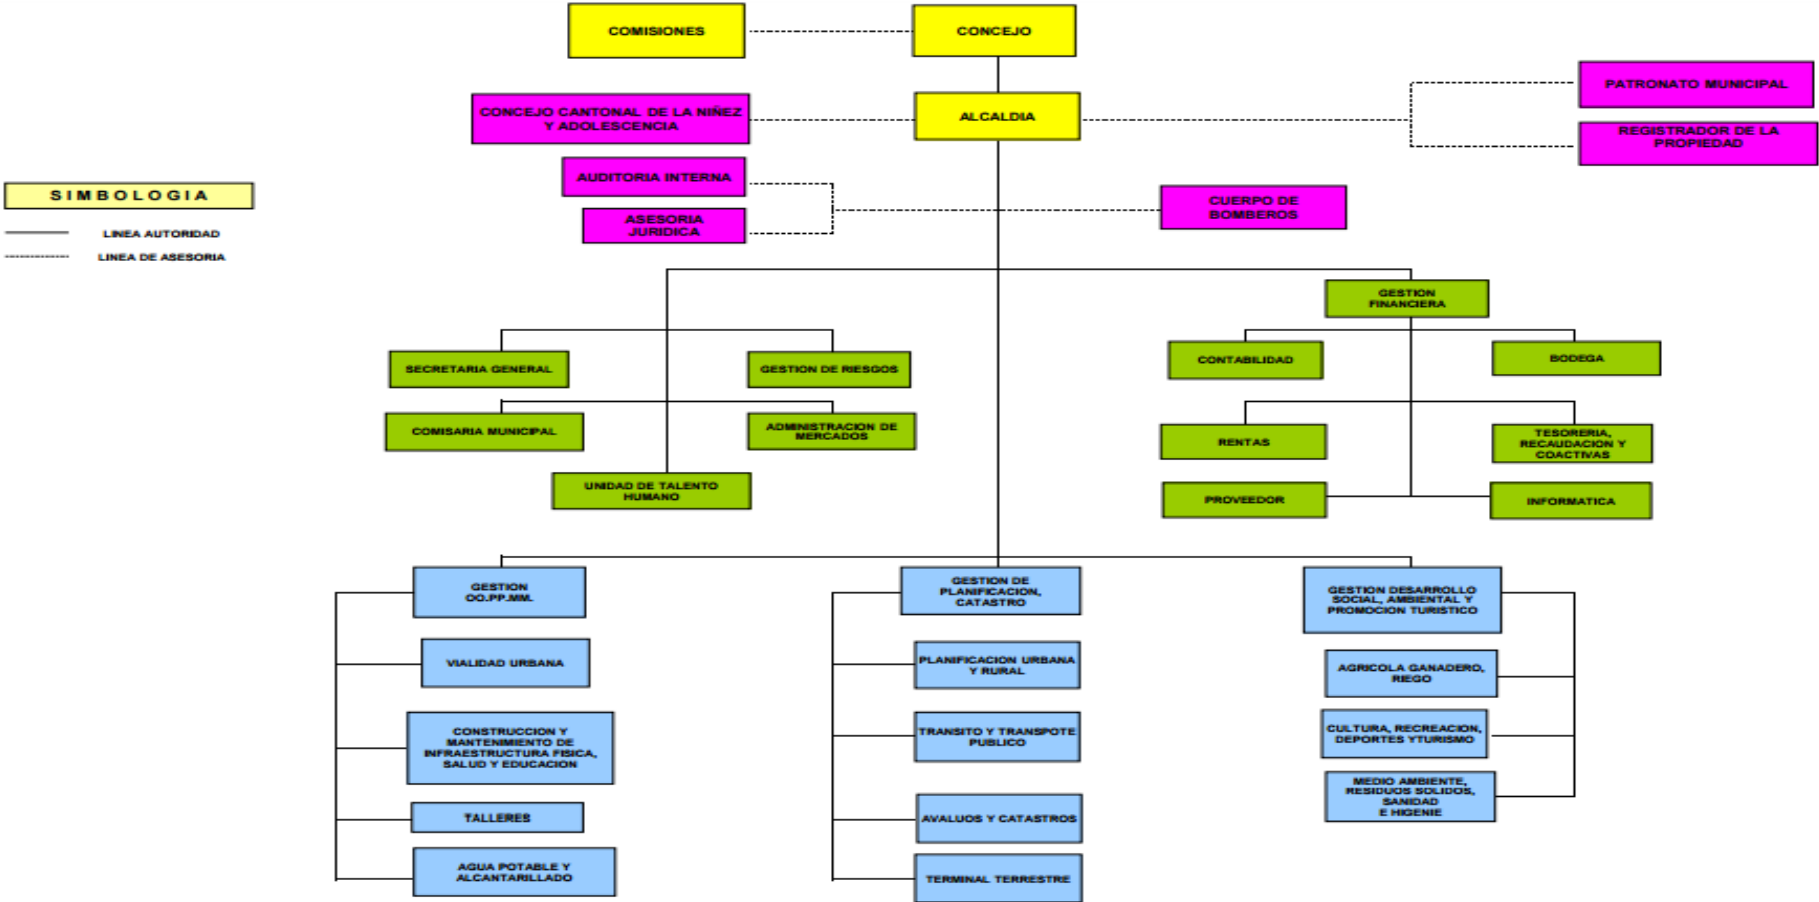 COMISIONES
CONCEJO
CONCEJO CANTONAL DE LA NIÑEZ
Y ADOLESCENCIA
ALCALDIA
PATRONATO MUNICIPAL
REGISTRADOR DE LA
PROPIEDAD
AUDITORIA INTERNA
ASESORIA
JURIDICA
CUERPO DE
BOMBEROS
SIMBOLOGIA
LINEA AUTORIDAD
LINEA DE ASESORIA
GESTION
FINANCIERA
SECRETARIA GENERAL
GESTION DE RIESGOS
CONTABILIDAD
BODEGA
COMISARIA MUNICIPAL
ADMINISTRACION DE
MERCADOS
RENTAS
TESORERIA,
RECAUDACION Y
COACTIVAS
UNIDAD DE TALENTO
HUMANO
PROVEEDOR
INFORMATICA
GESTION
OO.PP.MM.
VIALIDAD URBANA
CONSTRUCCION Y
MANTENIMIENTO DE
INFRAESTRUCTURA FISICA,
SALUD Y EDUCACION
TALLERES
AGUA POTABLE Y
ALCANTARILLADO
GESTION DE
PLANIFICACION,
CATASTRO
PLANIFICACION URBANA
Y RURAL
TRANSITO Y TRANSPOTE
PUBLICO
AVALUOS Y CATASTROS
TERMINAL TERRESTRE
GESTION DESARROLLO
SOCIAL, AMBIENTAL Y
PROMOCION TURISTICO
AGRICOLA GANADERO,
RIEGO
CULTURA, RECREACION,
DEPORTES YTURISMO
MEDIO AMBIENTE,
RESIDUOS SOLIDOS,
SANIDAD
E HIGENIE